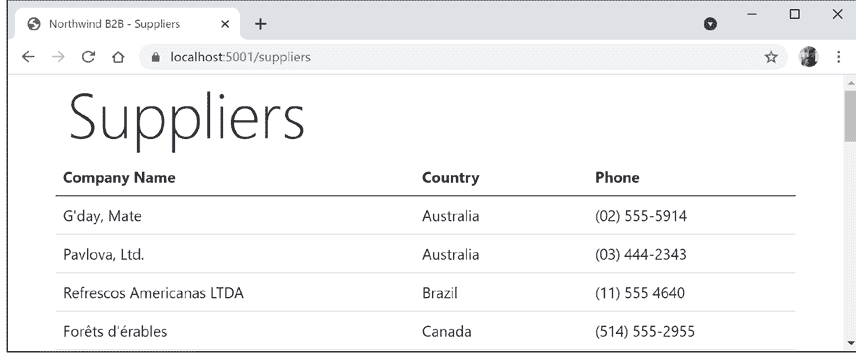 Northwind B2B - Suppliers
localhost:5001/suppliers
Suppliers
Company Name Country Phone
G'day, Mate Australia (02) 555-5914
Pavlova, Ltd. Australia (03) 444-2343
Refrescos Americanas LTDA Brazil (11) 555 4640
Forêts d'érables Canada (514) 555-2955